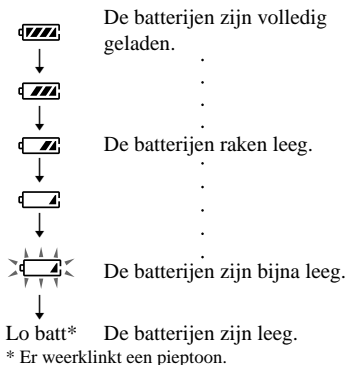 De batterijen zijn volledig
geladen.
De batterijen raken leeg.
De batterijen zijn bijna leeg.
Lo batt* De batterijen zijn leeg.
* Er weerklinkt een pieptoon.